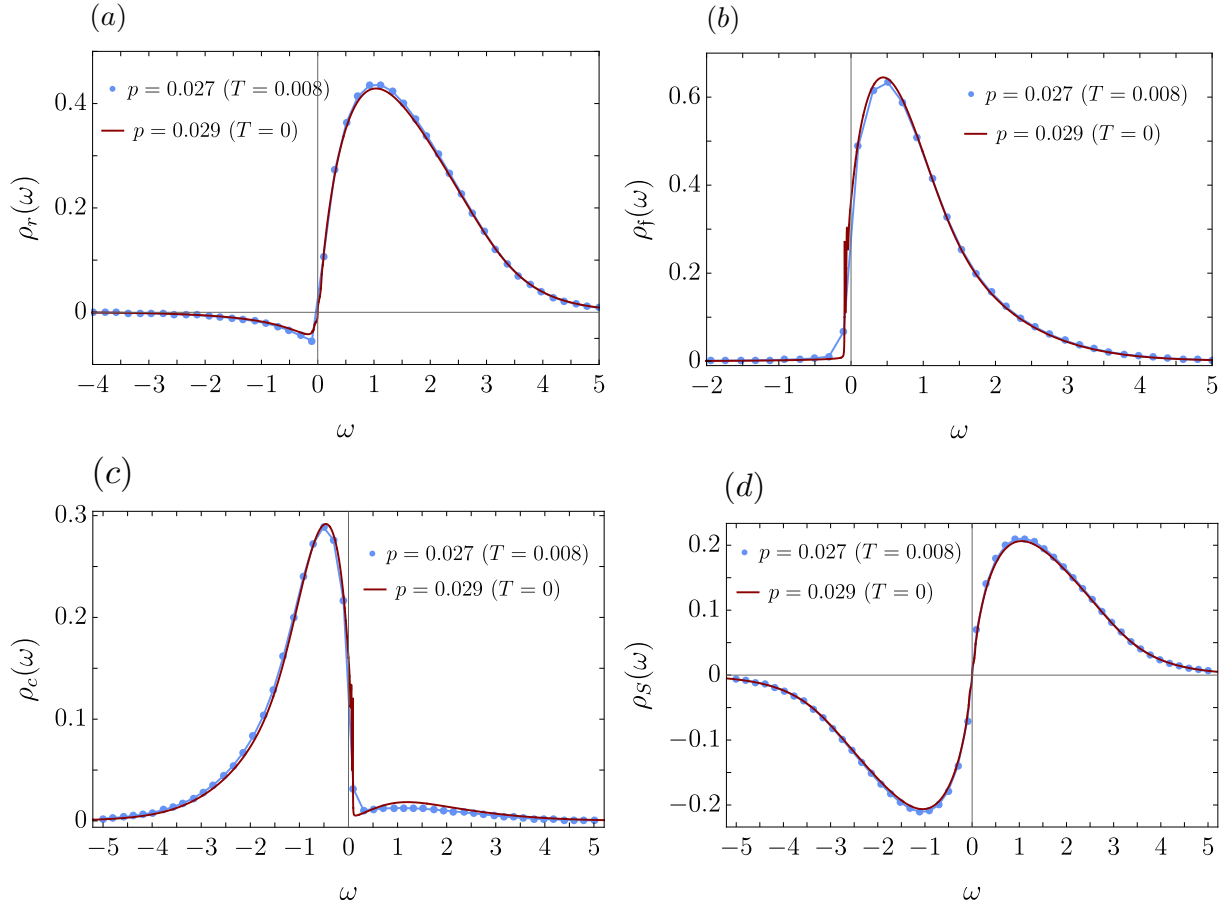 (a)
p = 0.027 (T = 0.008)
p = 0.029 (T = 0)
ρ_r(ω)
0.4
0.2
0
−4 −3 −2 −1 0 1 2 3 4 5
ω
(b)
p = 0.027 (T = 0.008)
p = 0.029 (T = 0)
ρ_f(ω)
0.6
0.4
0.2
0
−2 −1 0 1 2 3 4 5
ω
(c)
p = 0.027 (T = 0.008)
p = 0.029 (T = 0)
ρ_c(ω)
0.3
0.2
0.1
0
−5 −4 −3 −2 −1 0 1 2 3 4 5
ω
(d)
p = 0.027 (T = 0.008)
p = 0.029 (T = 0)
ρ_S(ω)
0.2
0.1
0
−0.1
−0.2
−5 −4 −3 −2 −1 0 1 2 3 4 5
ω